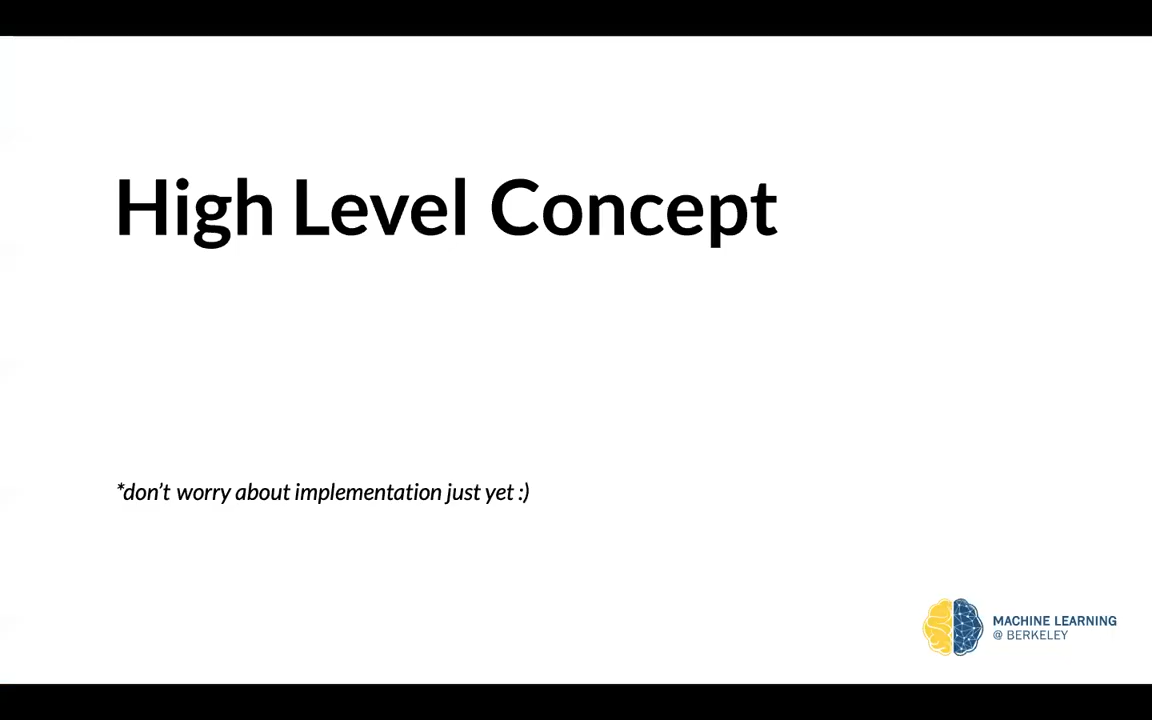 High Level Concept
*don't worry about implementation just yet :)
MACHINE LEARNING
@ BERKELEY